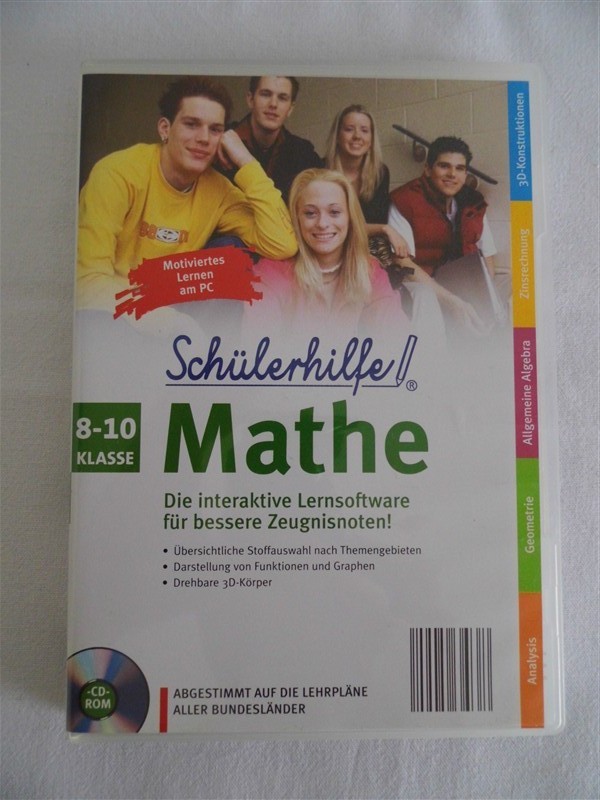 Motiviertes
Lernen
am PC
Schülerhilfe!
®
8-10
KLASSE
Mathe
Die interaktive Lernsoftware
für bessere Zeugnisnoten!
• Übersichtliche Stoffauswahl nach Themengebieten
• Darstellung von Funktionen und Graphen
• Drehbare 3D-Körper
-CD-
ROM
ABGESTIMMT AUF DIE LEHRPLÄNE
ALLER BUNDESLÄNDER
3D-Konstruktionen
Zinsrechnung
Allgemeine Algebra
Geometrie
Analysis